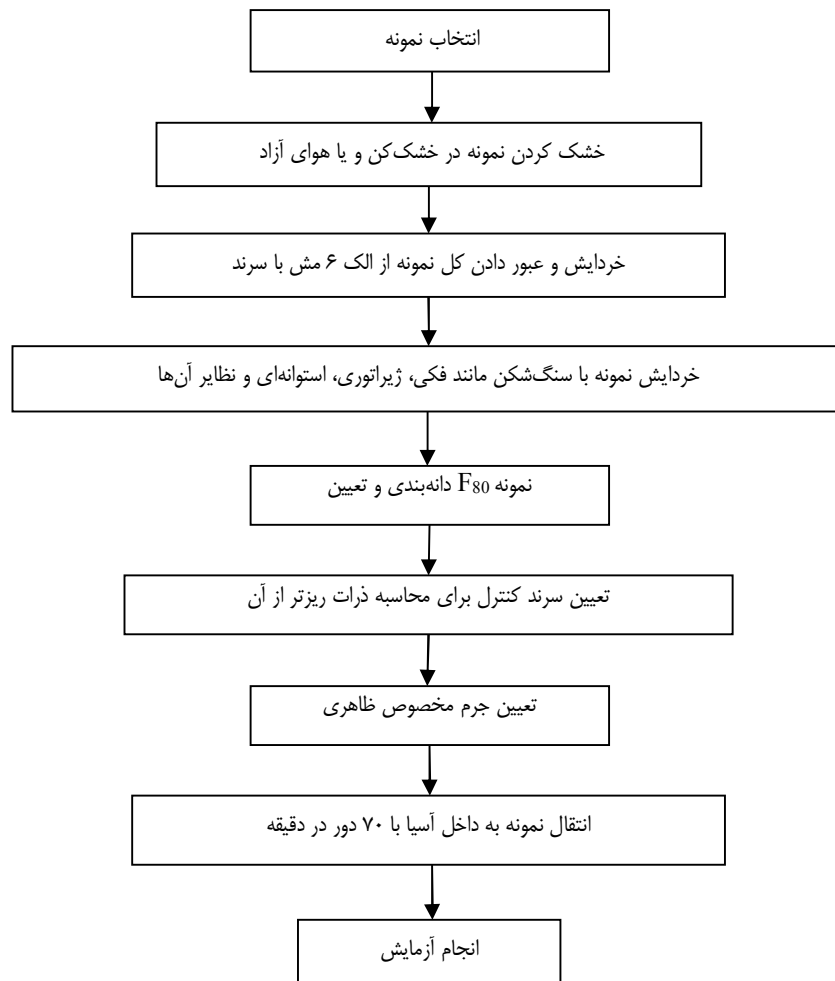 انتخاب نمونه
خشک کردن نمونه در خشک‌کن و یا هوای آزاد
خردایش و عبور دادن کل نمونه از الک ۶ مش با سرند
خردایش نمونه با سنگ‌شکن مانند فکی، ژیراتوری، استوانه‌ای و نظایر آن‌ها
دانه‌بندی و تعیین F80 نمونه
تعیین سرند کنترل برای محاسبه ذرات ریزتر از آن
تعیین جرم مخصوص ظاهری
انتقال نمونه به داخل آسیا با ۷۰ دور در دقیقه
انجام آزمایش